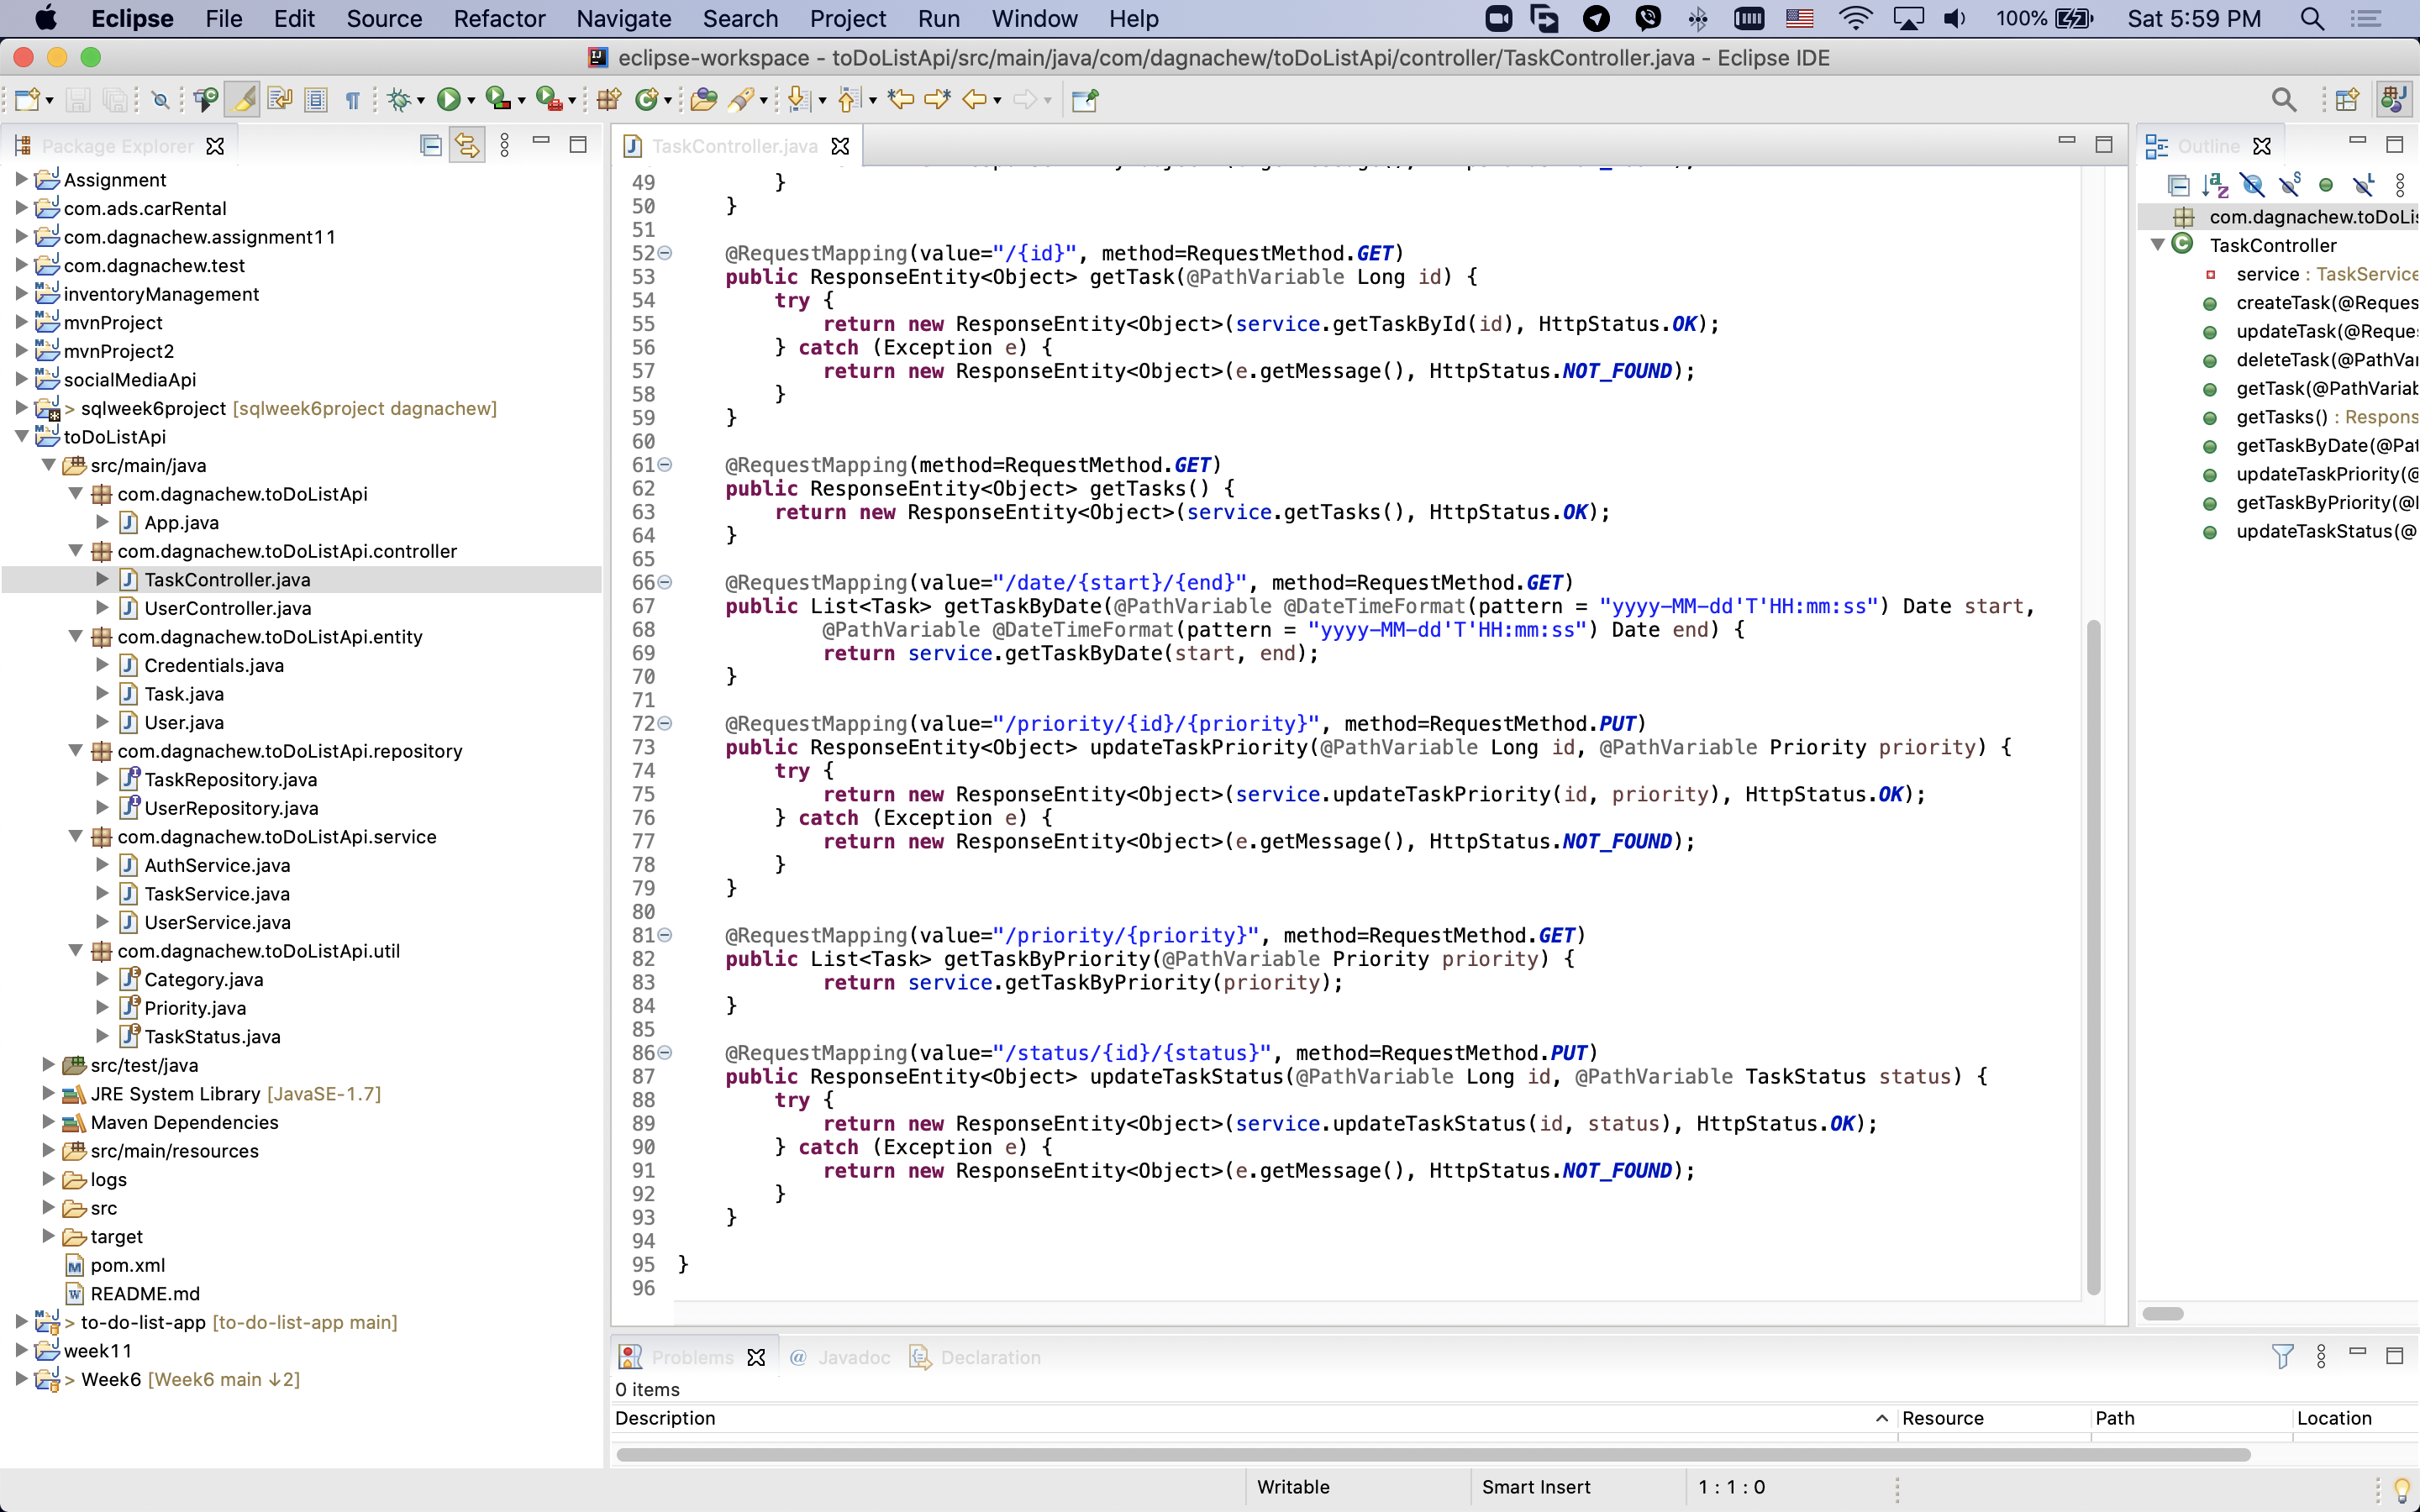 Eclipse File Edit Source Refactor Navigate Search Project Run Window Help 100% Sat 5:59 PM
eclipse-workspace - toDoListApi/src/main/java/com/dagnachew/toDoListApi/controller/TaskController.java - Eclipse IDE
Package Explorer
Assignment
com.ads.carRental
com.dagnachew.assignment11
com.dagnachew.test
inventoryManagement
mvnProject
mvnProject2
socialMediaApi
> sqlweek6project [sqlweek6project dagnachew]
toDoListApi
src/main/java
com.dagnachew.toDoListApi
App.java
com.dagnachew.toDoListApi.controller
TaskController.java
UserController.java
com.dagnachew.toDoListApi.entity
Credentials.java
Task.java
User.java
com.dagnachew.toDoListApi.repository
TaskRepository.java
UserRepository.java
com.dagnachew.toDoListApi.service
AuthService.java
TaskService.java
UserService.java
com.dagnachew.toDoListApi.util
Category.java
Priority.java
TaskStatus.java
src/test/java
JRE System Library [JavaSE-1.7]
Maven Dependencies
src/main/resources
logs
src
target
pom.xml
README.md
> to-do-list-app [to-do-list-app main]
week11
> Week6 [Week6 main ↓2]
TaskController.java
49 }
50 }
51
52 @RequestMapping(value="/{id}", method=RequestMethod.GET)
53 public ResponseEntity<Object> getTask(@PathVariable Long id) {
54 try {
55 return new ResponseEntity<Object>(service.getTaskById(id), HttpStatus.OK);
56 } catch (Exception e) {
57 return new ResponseEntity<Object>(e.getMessage(), HttpStatus.NOT_FOUND);
58 }
59 }
60
61 @RequestMapping(method=RequestMethod.GET)
62 public ResponseEntity<Object> getTasks() {
63 return new ResponseEntity<Object>(service.getTasks(), HttpStatus.OK);
64 }
65
66 @RequestMapping(value="/date/{start}/{end}", method=RequestMethod.GET)
67 public List<Task> getTaskByDate(@PathVariable @DateTimeFormat(pattern = "yyyy-MM-dd'T'HH:mm:ss") Date start,
68 @PathVariable @DateTimeFormat(pattern = "yyyy-MM-dd'T'HH:mm:ss") Date end) {
69 return service.getTaskByDate(start, end);
70 }
71
72 @RequestMapping(value="/priority/{id}/{priority}", method=RequestMethod.PUT)
73 public ResponseEntity<Object> updateTaskPriority(@PathVariable Long id, @PathVariable Priority priority) {
74 try {
75 return new ResponseEntity<Object>(service.updateTaskPriority(id, priority), HttpStatus.OK);
76 } catch (Exception e) {
77 return new ResponseEntity<Object>(e.getMessage(), HttpStatus.NOT_FOUND);
78 }
79 }
80
81 @RequestMapping(value="/priority/{priority}", method=RequestMethod.GET)
82 public List<Task> getTaskByPriority(@PathVariable Priority priority) {
83 return service.getTaskByPriority(priority);
84 }
85
86 @RequestMapping(value="/status/{id}/{status}", method=RequestMethod.PUT)
87 public ResponseEntity<Object> updateTaskStatus(@PathVariable Long id, @PathVariable TaskStatus status) {
88 try {
89 return new ResponseEntity<Object>(service.updateTaskStatus(id, status), HttpStatus.OK);
90 } catch (Exception e) {
91 return new ResponseEntity<Object>(e.getMessage(), HttpStatus.NOT_FOUND);
92 }
93 }
94
95 }
96
Outline
com.dagnachew.toDoLis
TaskController
service : TaskService
createTask(@Reques
updateTask(@Reque
deleteTask(@PathVa
getTask(@PathVariab
getTasks() : Respons
getTaskByDate(@Pat
updateTaskPriority(@
getTaskByPriority(@
updateTaskStatus(@
Problems Javadoc Declaration
0 items
Description Resource Path Location
Writable Smart Insert 1 : 1 : 0